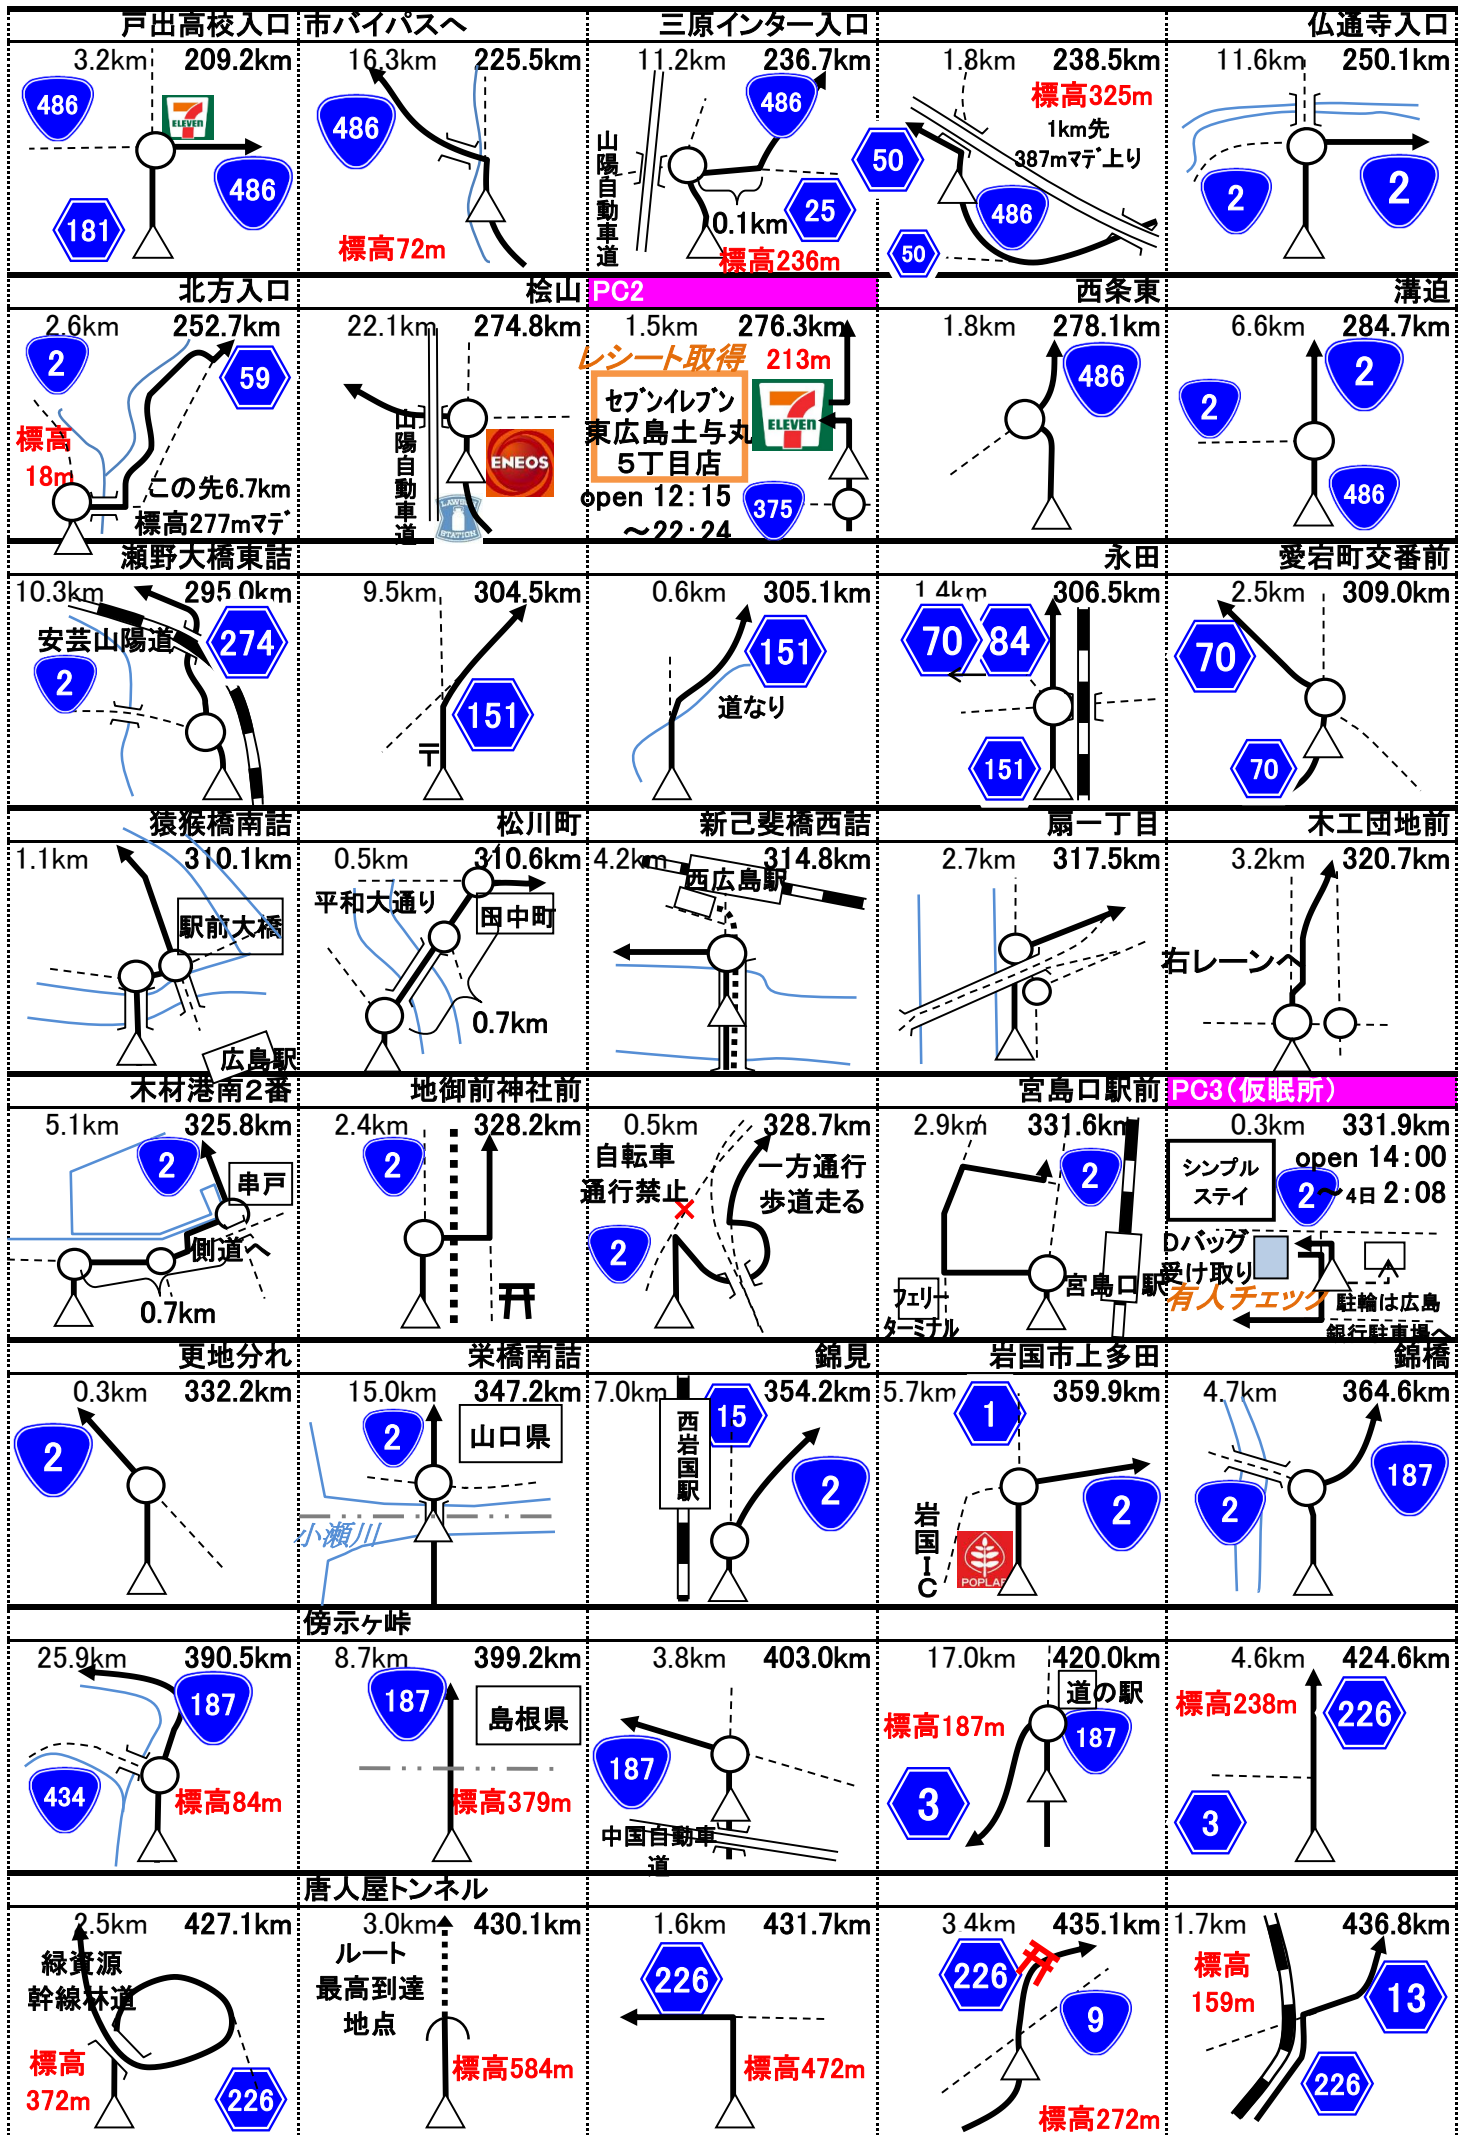 戸出高校入口
3.2km 209.2km
486
ELEVEN
486
181
市バイパスへ
16.3km 225.5km
486
標高72m
三原インター入口
11.2km 236.7km
486
山陽自動車道
25
0.1km
標高236m
1.8km 238.5km
標高325m
1km先
387mﾏﾃﾞ上り
50
486
50
仏通寺入口
11.6km 250.1km
2
2
北方入口
2.6km 252.7km
2
59
標高
18m
この先6.7km
標高277mﾏﾃﾞ
桧山
22.1km 274.8km
山陽自動車道
ENEOS
LAWSON
STATION
PC2
1.5km 276.3km
レシート取得
213m
セブンイレブン
東広島土与丸
5丁目店
ELEVEN
open 12:15
～22:24
375
西条東
1.8km 278.1km
486
溝迫
6.6km 284.7km
2
2
486
瀬野大橋東詰
10.3km 295.0km
安芸山陽道
274
2
9.5km 304.5km
151
〒
0.6km 305.1km
151
道なり
永田
1.4km 306.5km
70
84
151
愛宕町交番前
2.5km 309.0km
70
70
猿猴橋南詰
1.1km 310.1km
駅前大橋
広島駅
松川町
0.5km 310.6km
平和大通り
田中町
0.7km
新己斐橋西詰
4.2km 314.8km
西広島駅
扇一丁目
2.7km 317.5km
木工団地前
3.2km 320.7km
右レーンへ
木材港南2番
5.1km 325.8km
2
串戸
側道へ
0.7km
地御前神社前
2.4km 328.2km
2
0.5km 328.7km
自転車
通行禁止
一方通行
歩道走る
2
宮島口駅前
2.9km 331.6km
2
宮島口駅
フェリー
ターミナル
PC3(仮眠所)
0.3km 331.9km
シンプル
ステイ
open 14:00
～4日 2:08
2
Dバッグ
受け取り
有人チェック
駐輪は広島
銀行駐車場へ
更地分れ
0.3km 332.2km
2
栄橋南詰
15.0km 347.2km
2
山口県
小瀬川
錦見
7.0km 354.2km
15
西岩国駅
2
岩国市上多田
5.7km 359.9km
1
2
岩国IC
POPLAR
錦橋
4.7km 364.6km
187
2
25.9km 390.5km
187
434
標高84m
傍示ヶ峠
8.7km 399.2km
187
島根県
標高379m
3.8km 403.0km
187
中国自動車
道
17.0km 420.0km
道の駅
標高187m
187
3
4.6km 424.6km
標高238m
226
3
2.5km 427.1km
緑資源
幹線林道
標高
372m
226
唐人屋トンネル
3.0km 430.1km
ルート
最高到達
地点
標高584m
1.6km 431.7km
226
標高472m
3.4km 435.1km
226
9
標高272m
1.7km 436.8km
標高
159m
13
226